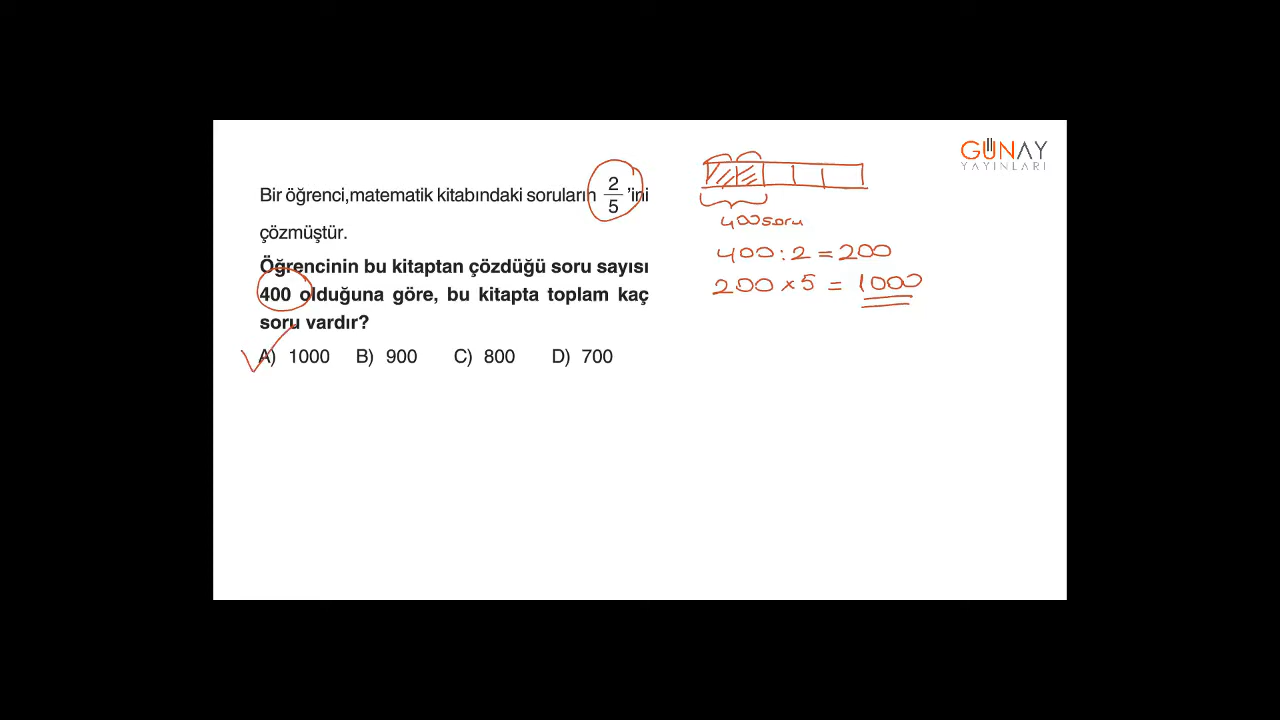 Bir öğrenci,matematik kitabındaki soruların 2/5 'ini
çözmüştür.
Öğrencinin bu kitaptan çözdüğü soru sayısı
400 olduğuna göre, bu kitapta toplam kaç
soru vardır?
A) 1000 B) 900 C) 800 D) 700
GÜNAY
YAYINLARI
400 soru
400 : 2 = 200
200 x 5 = 1000